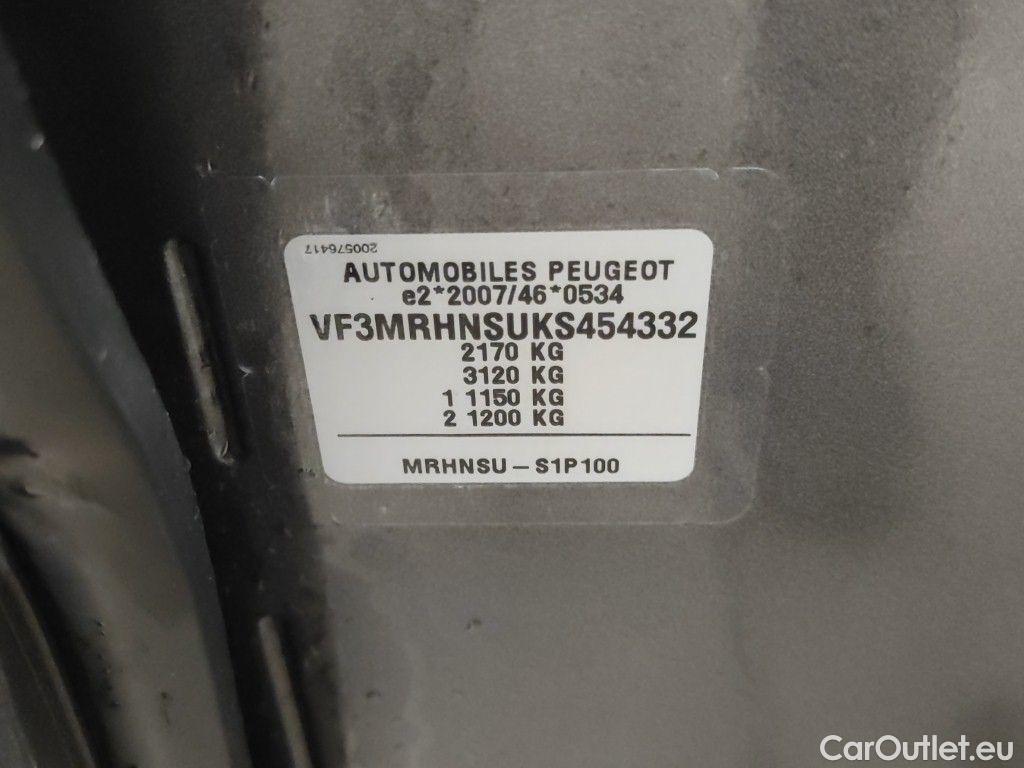 200576417
AUTOMOBILES PEUGEOT
e2*2007/46*0534
VF3MRHNSUKS454332
2170 KG
3120 KG
1 1150 KG
2 1200 KG
MRHNSU – S1P100
CarOutlet.eu